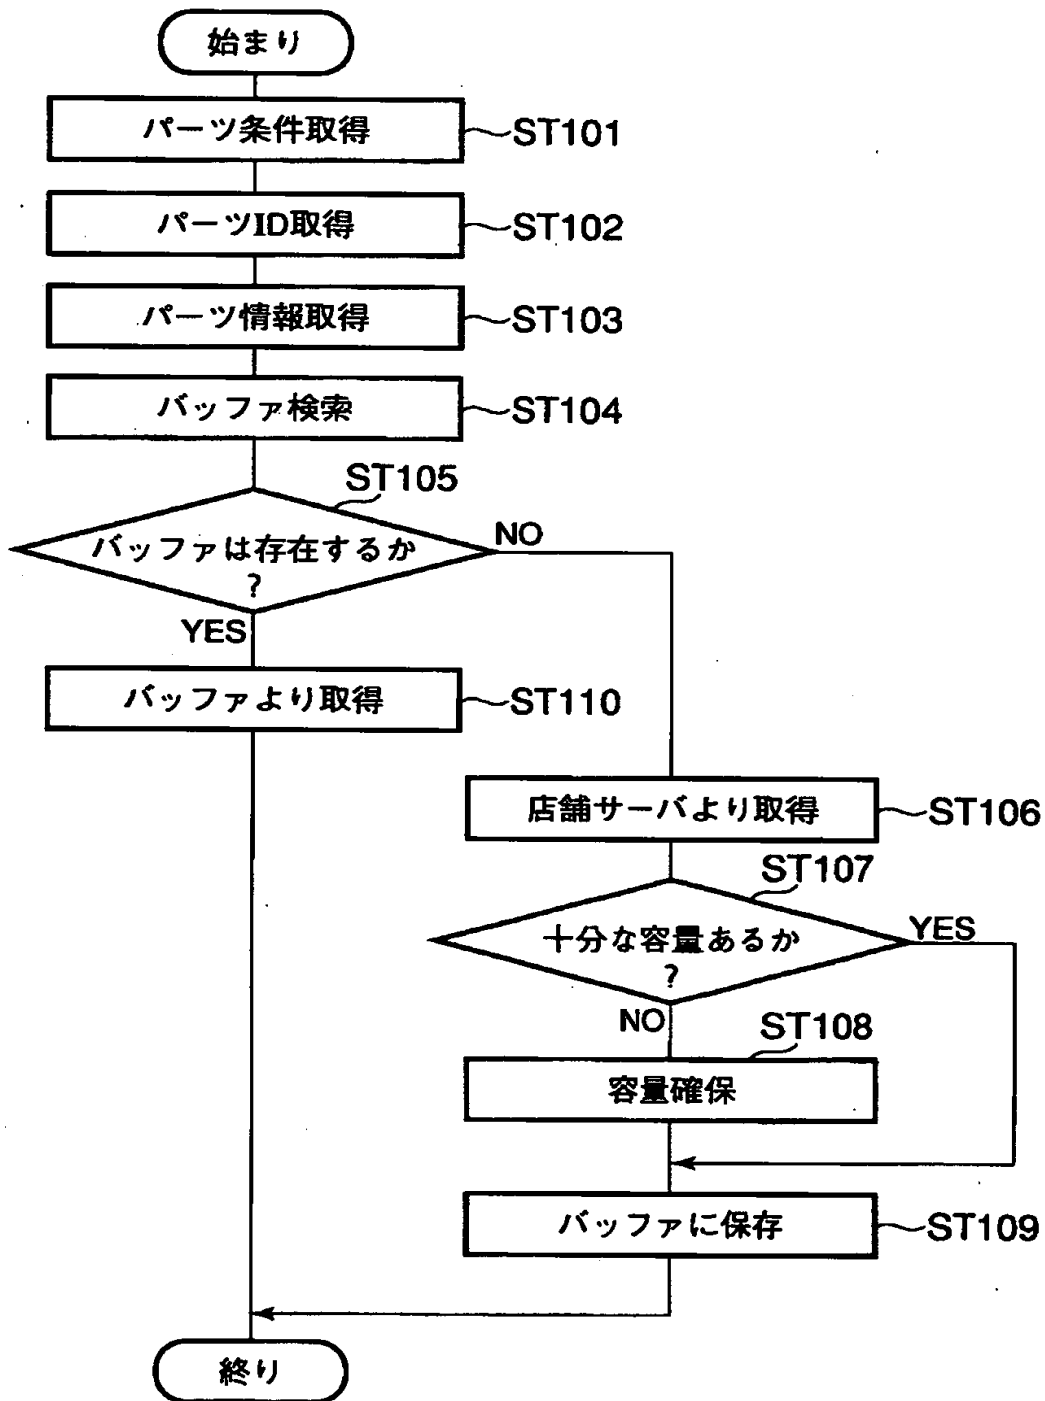 始まり
パーツ条件取得
ST101
パーツID取得
ST102
パーツ情報取得
ST103
バッファ検索
ST104
ST105
バッファは存在するか
?
NO
YES
バッファより取得
ST110
店舗サーバより取得
ST106
ST107
十分な容量あるか
?
YES
NO
ST108
容量確保
バッファに保存
ST109
終り